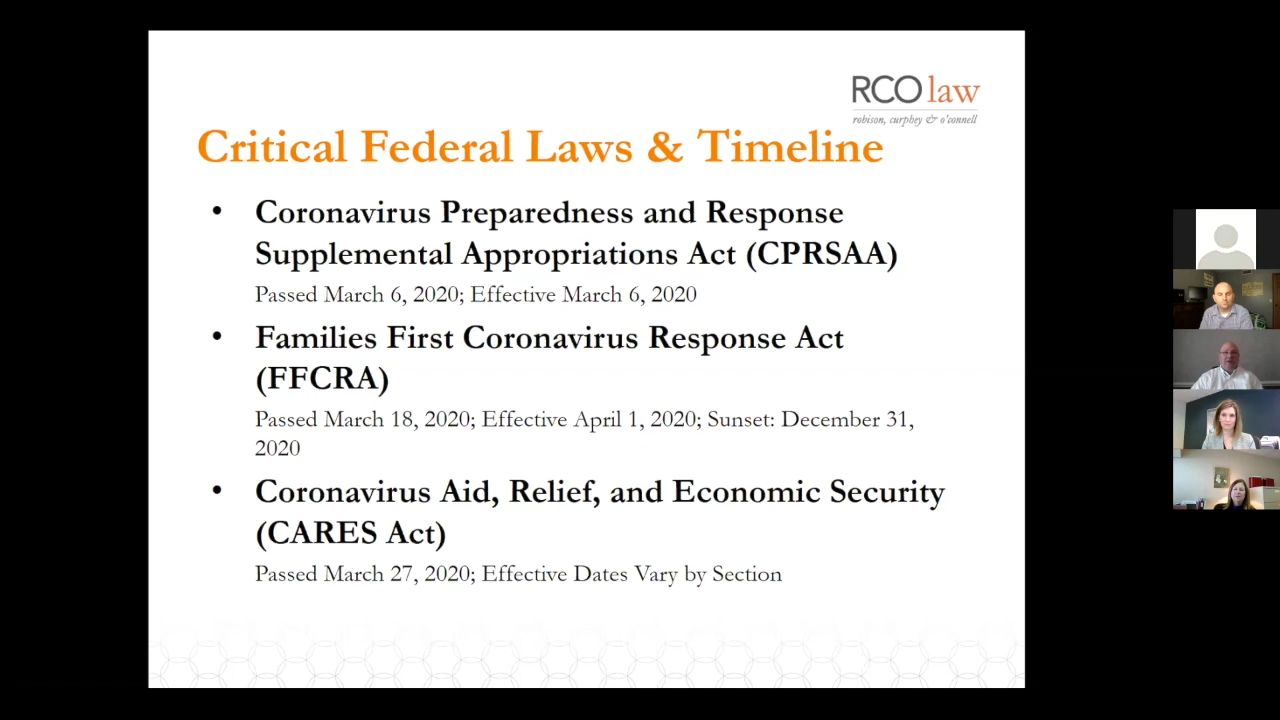 RCO law
robison, curphey & o'connell
Critical Federal Laws & Timeline
• Coronavirus Preparedness and Response
Supplemental Appropriations Act (CPRSAA)
Passed March 6, 2020; Effective March 6, 2020
• Families First Coronavirus Response Act
(FFCRA)
Passed March 18, 2020; Effective April 1, 2020; Sunset: December 31,
2020
• Coronavirus Aid, Relief, and Economic Security
(CARES Act)
Passed March 27, 2020; Effective Dates Vary by Section